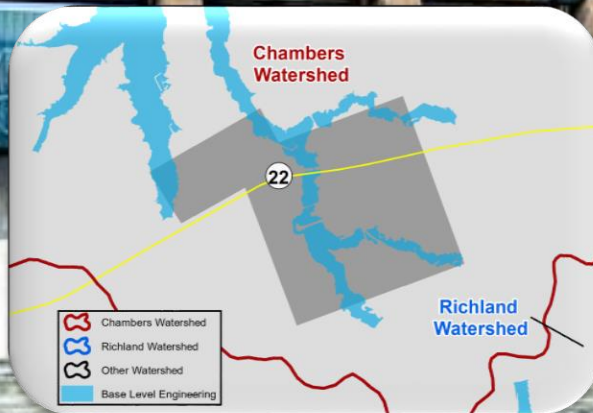 Chambers
Watershed
22
Richland
Watershed
Chambers Watershed
Richland Watershed
Other Watershed
Base Level Engineering